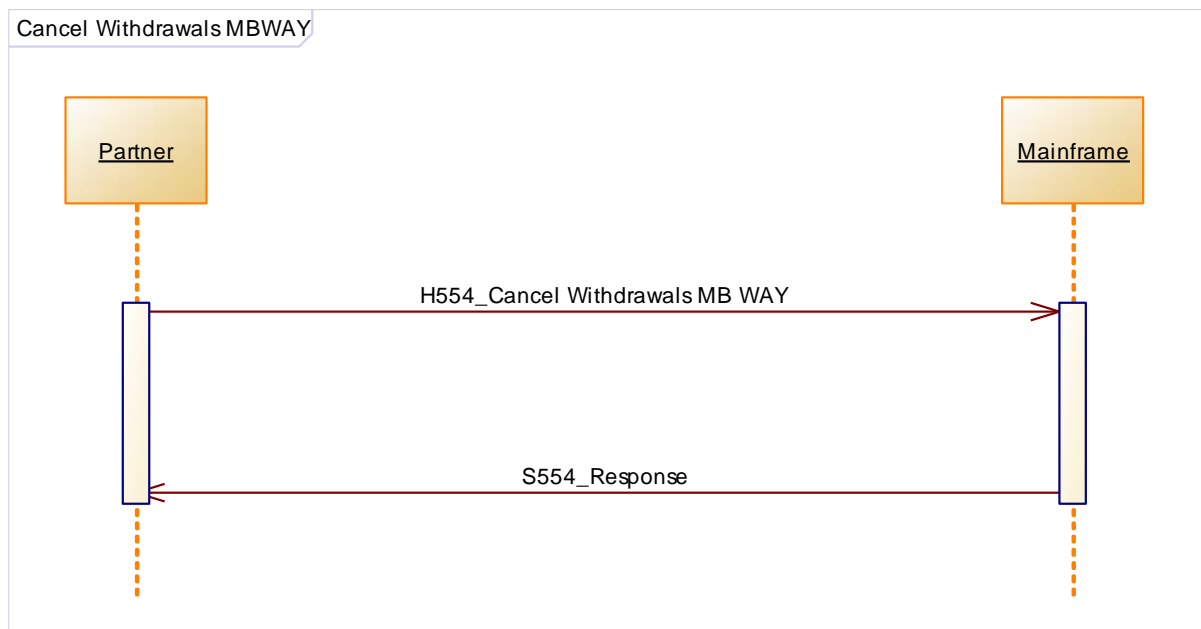 Cancel Withdrawals MBWAY
Partner
Mainframe
H554_Cancel Withdrawals MB WAY
S554_Response